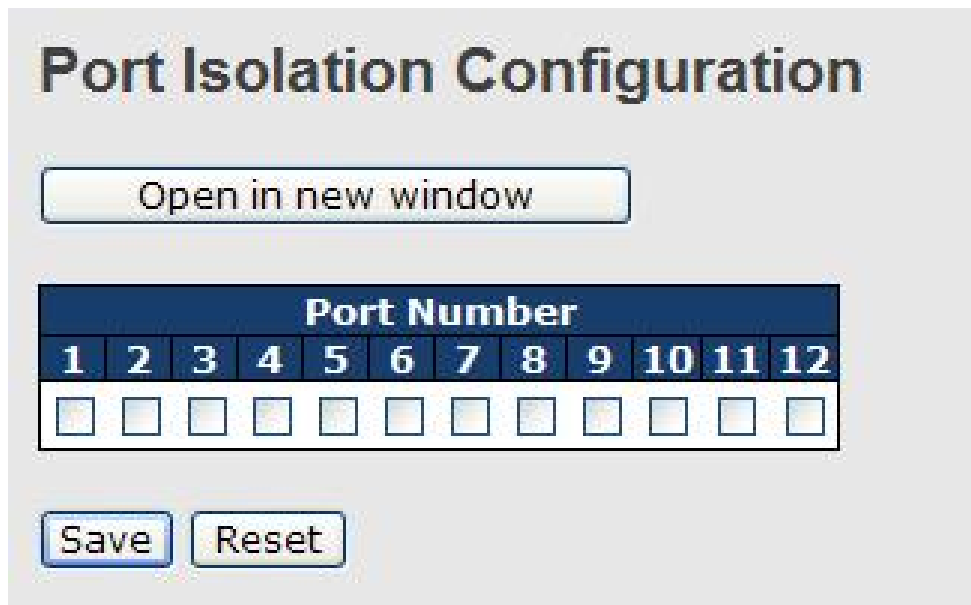 Port Isolation Configuration
Open in new window
Port Number
1 2 3 4 5 6 7 8 9 10 11 12
Save Reset